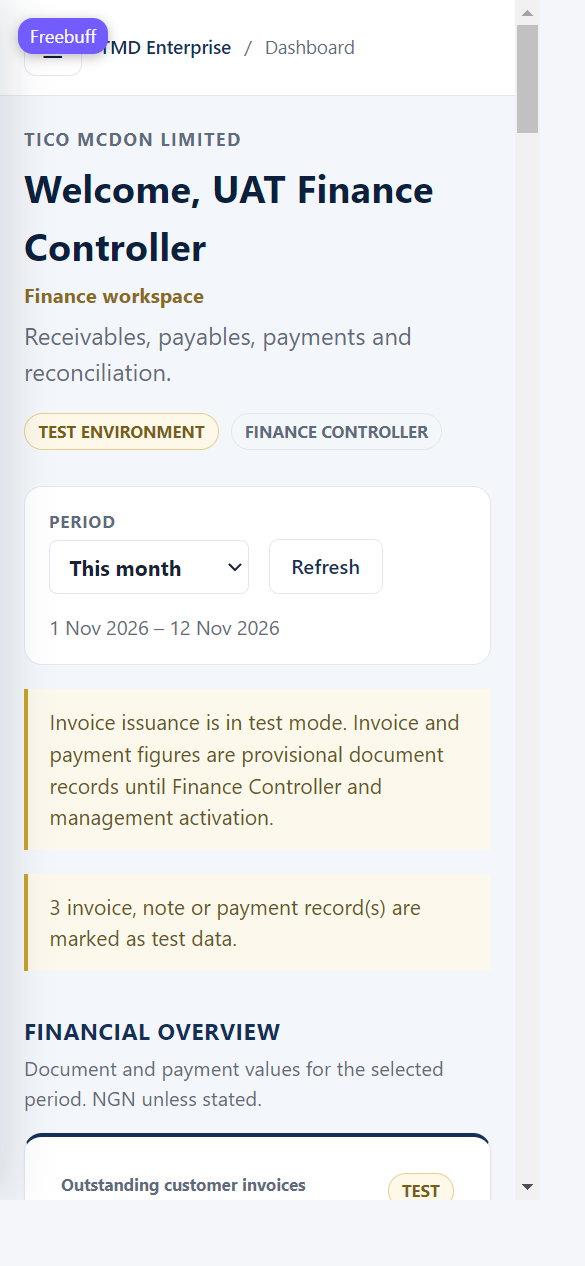 Freebuff
TMD Enterprise / Dashboard
TICO MCDON LIMITED
Welcome, UAT Finance
Controller
Finance workspace
Receivables, payables, payments and
reconciliation.
TEST ENVIRONMENT
FINANCE CONTROLLER
PERIOD
This month
Refresh
1 Nov 2026 – 12 Nov 2026
Invoice issuance is in test mode. Invoice and
payment figures are provisional document
records until Finance Controller and
management activation.
3 invoice, note or payment record(s) are
marked as test data.
FINANCIAL OVERVIEW
Document and payment values for the selected
period. NGN unless stated.
Outstanding customer invoices
TEST